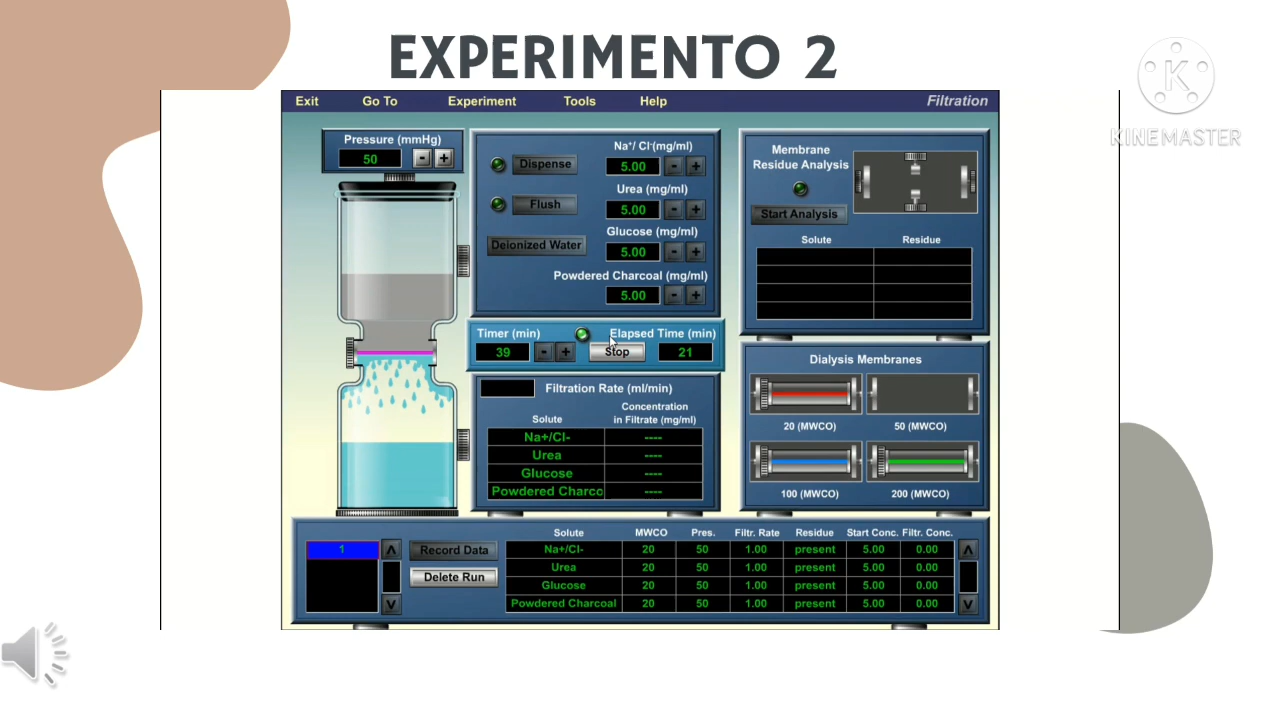 EXPERIMENTO 2
KINEMASTER
Exit Go To Experiment Tools Help Filtration
Pressure (mmHg)
50 - +
Dispense
Flush
Deionized Water
Na+/ Cl-(mg/ml)
5.00 - +
Urea (mg/ml)
5.00 - +
Glucose (mg/ml)
5.00 - +
Powdered Charcoal (mg/ml)
5.00 - +
Membrane
Residue Analysis
Start Analysis
Solute Residue
Timer (min) Elapsed Time (min)
39 - + Stop 21
Filtration Rate (ml/min)
Solute Concentration
in Filtrate (mg/ml)
Na+/Cl- ----
Urea ----
Glucose ----
Powdered Charco ----
Dialysis Membranes
20 (MWCO) 50 (MWCO)
100 (MWCO) 200 (MWCO)
1
Record Data
Delete Run
Solute MWCO Pres. Filtr. Rate Residue Start Conc. Filtr. Conc.
Na+/Cl- 20 50 1.00 present 5.00 0.00
Urea 20 50 1.00 present 5.00 0.00
Glucose 20 50 1.00 present 5.00 0.00
Powdered Charcoal 20 50 1.00 present 5.00 0.00